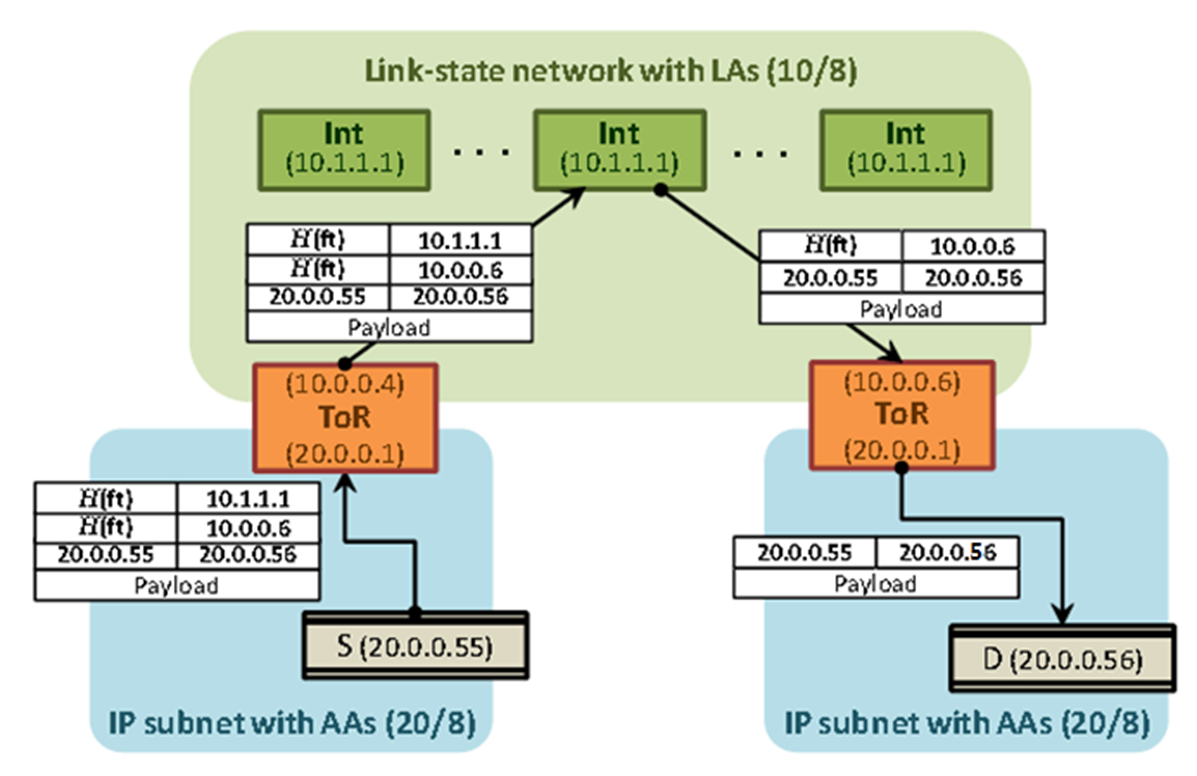 Link-state network with LAs (10/8)
Int
(10.1.1.1)
. . .
Int
(10.1.1.1)
. . .
Int
(10.1.1.1)
H(ft) 10.1.1.1
H(ft) 10.0.0.6
20.0.0.55 20.0.0.56
Payload
H(ft) 10.0.0.6
20.0.0.55 20.0.0.56
Payload
(10.0.0.4)
ToR
(20.0.0.1)
(10.0.0.6)
ToR
(20.0.0.1)
H(ft) 10.1.1.1
H(ft) 10.0.0.6
20.0.0.55 20.0.0.56
Payload
20.0.0.55 20.0.0.56
Payload
S (20.0.0.55)
D (20.0.0.56)
IP subnet with AAs (20/8)
IP subnet with AAs (20/8)